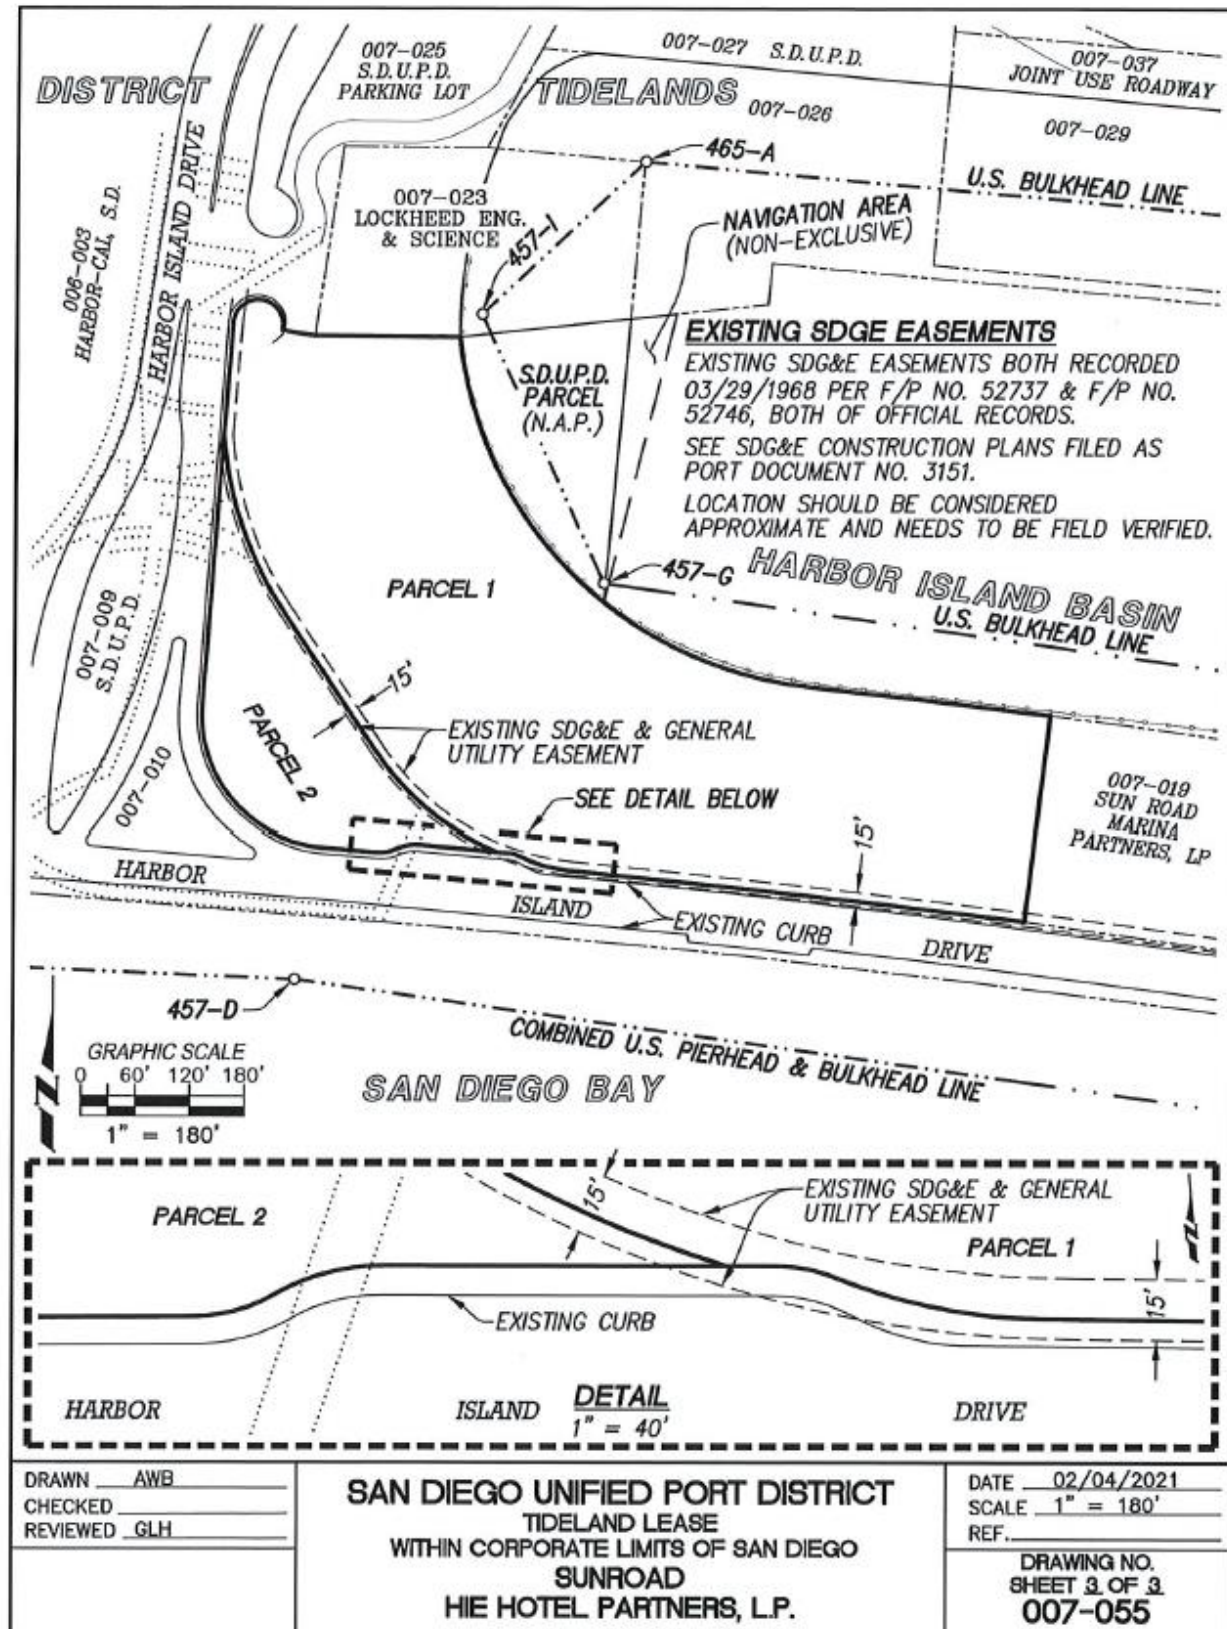 007-025
S.D.U.P.D.
PARKING LOT
007-027 S.D.U.P.D.
007-037
JOINT USE ROADWAY
DISTRICT
TIDELANDS
007-026
007-029
465-A
U.S. BULKHEAD LINE
HARBOR ISLAND DRIVE
006-003
HARBOR-CAL, S.D.
007-023
LOCKHEED ENG.
& SCIENCE
457-I
NAVIGATION AREA
(NON-EXCLUSIVE)
EXISTING SDGE EASEMENTS
EXISTING SDG&E EASEMENTS BOTH RECORDED
03/29/1968 PER F/P NO. 52737 & F/P NO.
52746, BOTH OF OFFICIAL RECORDS.
SEE SDG&E CONSTRUCTION PLANS FILED AS
PORT DOCUMENT NO. 3151.
LOCATION SHOULD BE CONSIDERED
APPROXIMATE AND NEEDS TO BE FIELD VERIFIED.
S.D.U.P.D.
PARCEL
(N.A.P.)
PARCEL 1
457-G
HARBOR ISLAND BASIN
U.S. BULKHEAD LINE
007-009
S.D.U.P.D.
15'
PARCEL 2
EXISTING SDG&E & GENERAL
UTILITY EASEMENT
007-010
SEE DETAIL BELOW
15'
007-019
SUN ROAD
MARINA
PARTNERS, LP
HARBOR
ISLAND
EXISTING CURB
DRIVE
457-D
COMBINED U.S. PIERHEAD & BULKHEAD LINE
GRAPHIC SCALE
0 60' 120' 180'
1" = 180'
N
SAN DIEGO BAY
PARCEL 2
15'
EXISTING SDG&E & GENERAL
UTILITY EASEMENT
N
PARCEL 1
15'
EXISTING CURB
HARBOR
ISLAND
DETAIL
1" = 40'
DRIVE
DRAWN AWB
CHECKED
REVIEWED GLH
SAN DIEGO UNIFIED PORT DISTRICT
TIDELAND LEASE
WITHIN CORPORATE LIMITS OF SAN DIEGO
SUNROAD
HIE HOTEL PARTNERS, L.P.
DATE 02/04/2021
SCALE 1" = 180'
REF.
DRAWING NO.
SHEET 3 OF 3
007-055